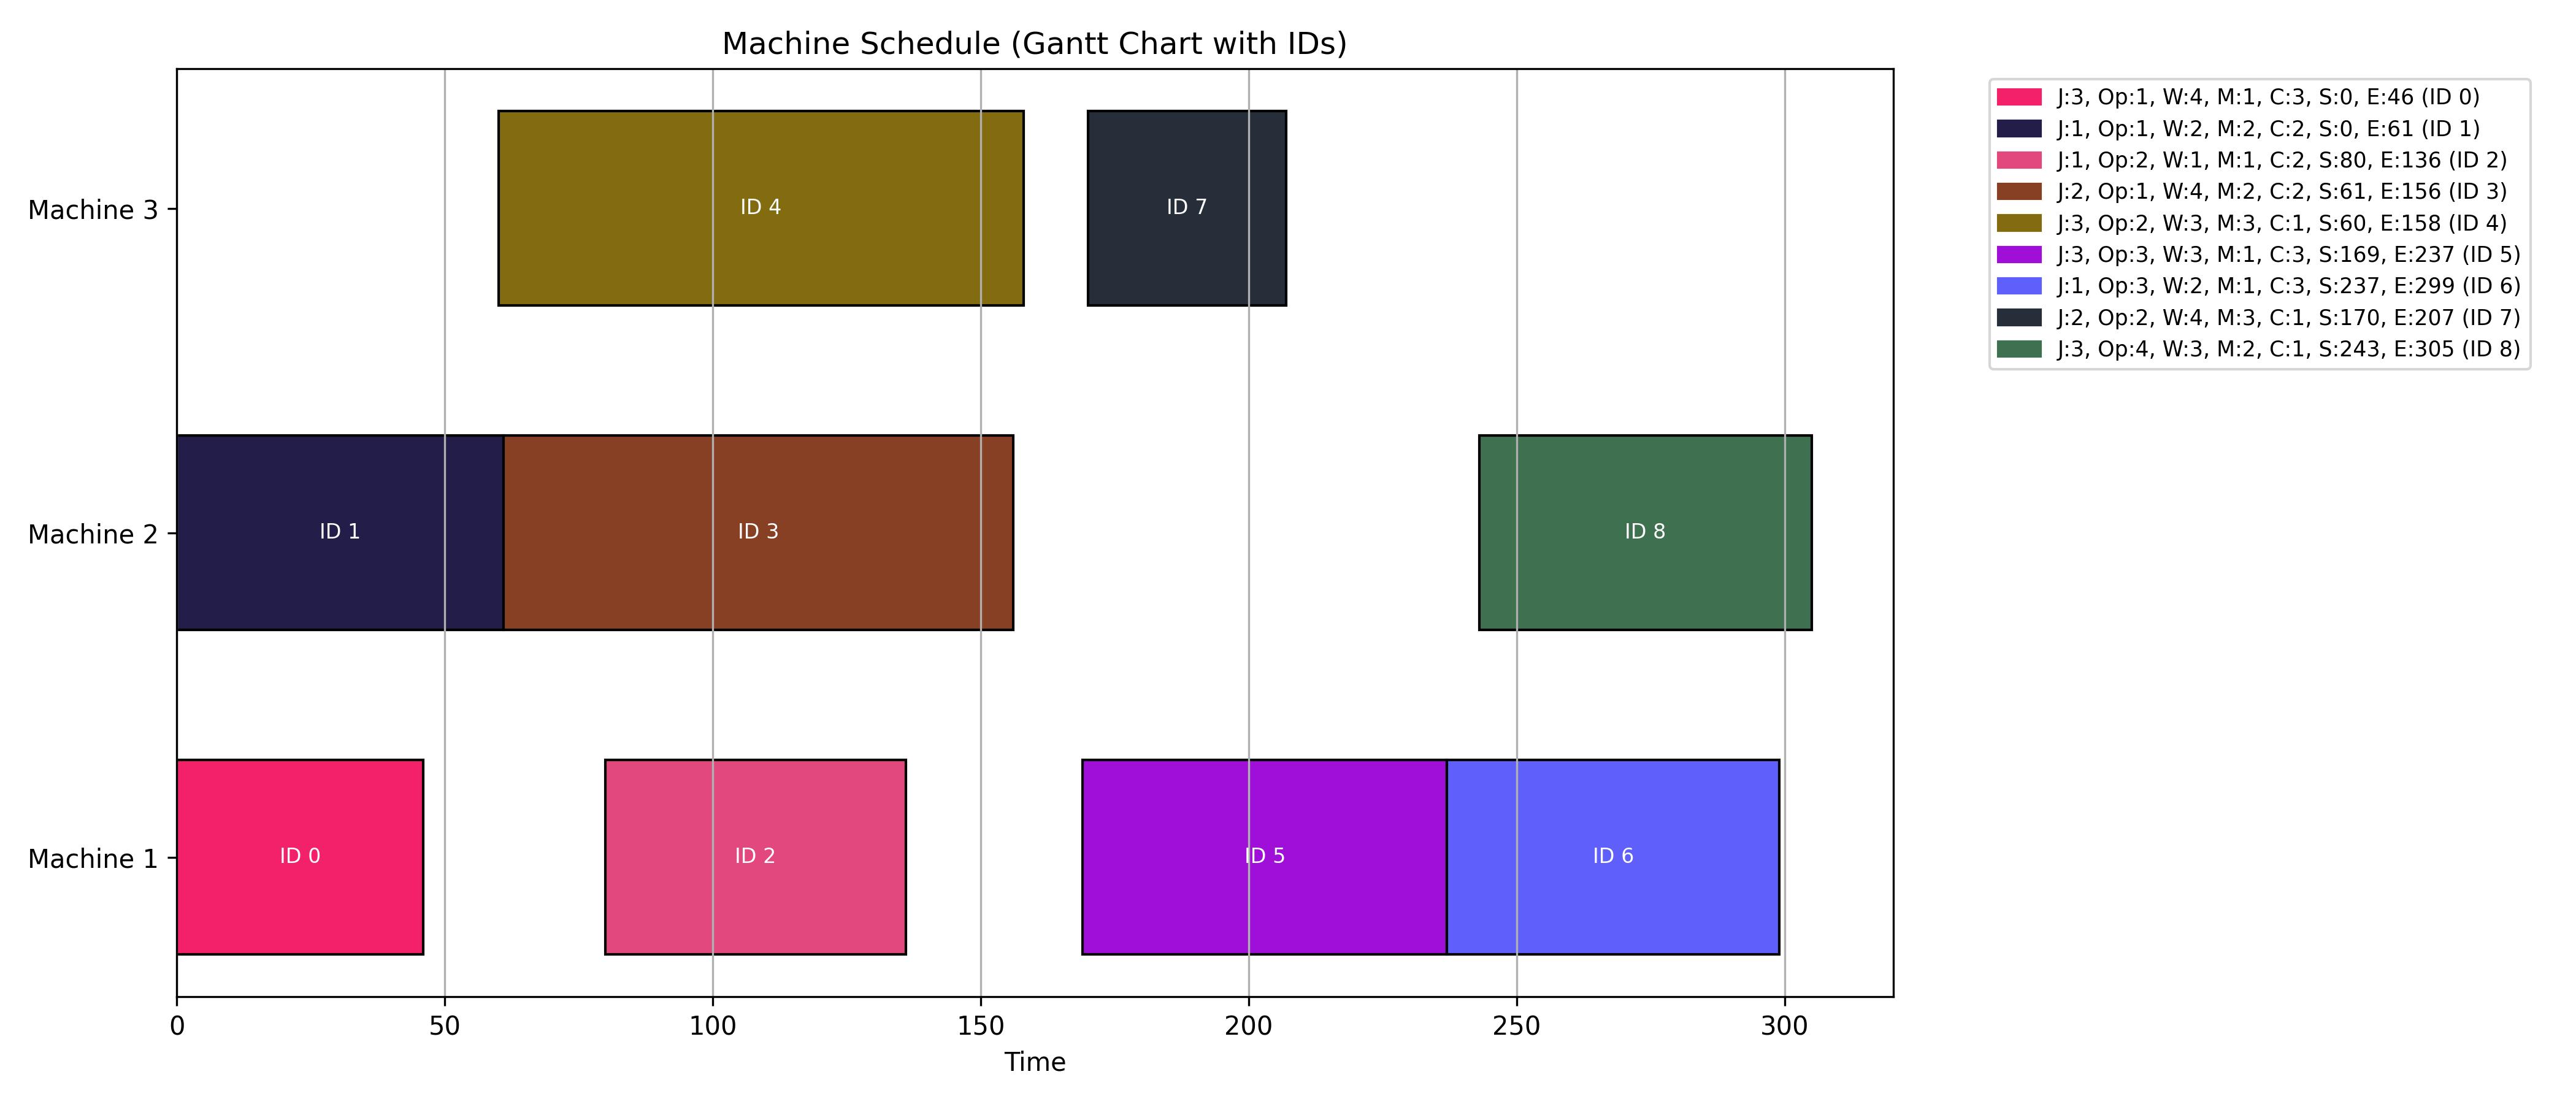 Machine Schedule (Gantt Chart with IDs)
J:3, Op:1, W:4, M:1, C:3, S:0, E:46 (ID 0)
J:1, Op:1, W:2, M:2, C:2, S:0, E:61 (ID 1)
J:1, Op:2, W:1, M:1, C:2, S:80, E:136 (ID 2)
J:2, Op:1, W:4, M:2, C:2, S:61, E:156 (ID 3)
J:3, Op:2, W:3, M:3, C:1, S:60, E:158 (ID 4)
J:3, Op:3, W:3, M:1, C:3, S:169, E:237 (ID 5)
J:1, Op:3, W:2, M:1, C:3, S:237, E:299 (ID 6)
J:2, Op:2, W:4, M:3, C:1, S:170, E:207 (ID 7)
J:3, Op:4, W:3, M:2, C:1, S:243, E:305 (ID 8)
Machine 3
ID 4
ID 7
Machine 2
ID 1
ID 3
ID 8
Machine 1
ID 0
ID 2
ID 5
ID 6
0 50 100 150 200 250 300
Time